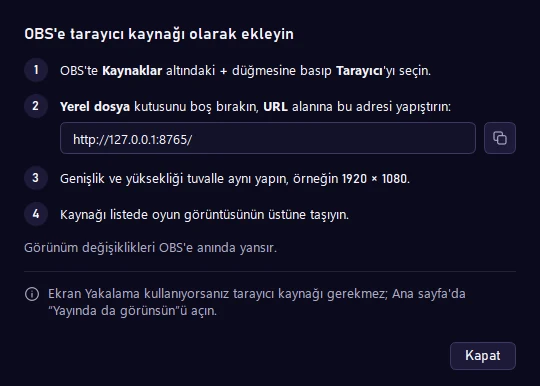 OBS'e tarayıcı kaynağı olarak ekleyin
1 OBS'te Kaynaklar altındaki + düğmesine basıp Tarayıcı'yı seçin.
2 Yerel dosya kutusunu boş bırakın, URL alanına bu adresi yapıştırın:
http://127.0.0.1:8765/
3 Genişlik ve yüksekliği tuvalle aynı yapın, örneğin 1920 × 1080.
4 Kaynağı listede oyun görüntüsünün üstüne taşıyın.
Görünüm değişiklikleri OBS'e anında yansır.
Ekran Yakalama kullanıyorsanız tarayıcı kaynağı gerekmez; Ana sayfa'da
"Yayında da görünsün"ü açın.
Kapat